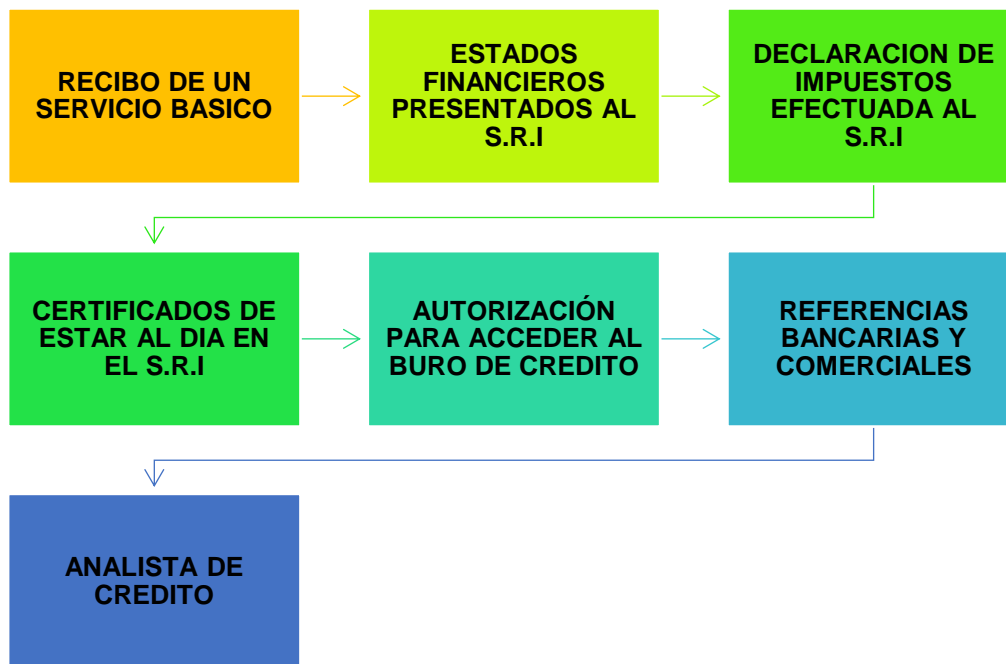 RECIBO DE UN
SERVICIO BASICO
ESTADOS
FINANCIEROS
PRESENTADOS AL
S.R.I
DECLARACION DE
IMPUESTOS
EFECTUADA AL
S.R.I
CERTIFICADOS DE
ESTAR AL DIA EN
EL S.R.I
AUTORIZACIÓN
PARA ACCEDER AL
BURO DE CREDITO
REFERENCIAS
BANCARIAS Y
COMERCIALES
ANALISTA DE
CREDITO